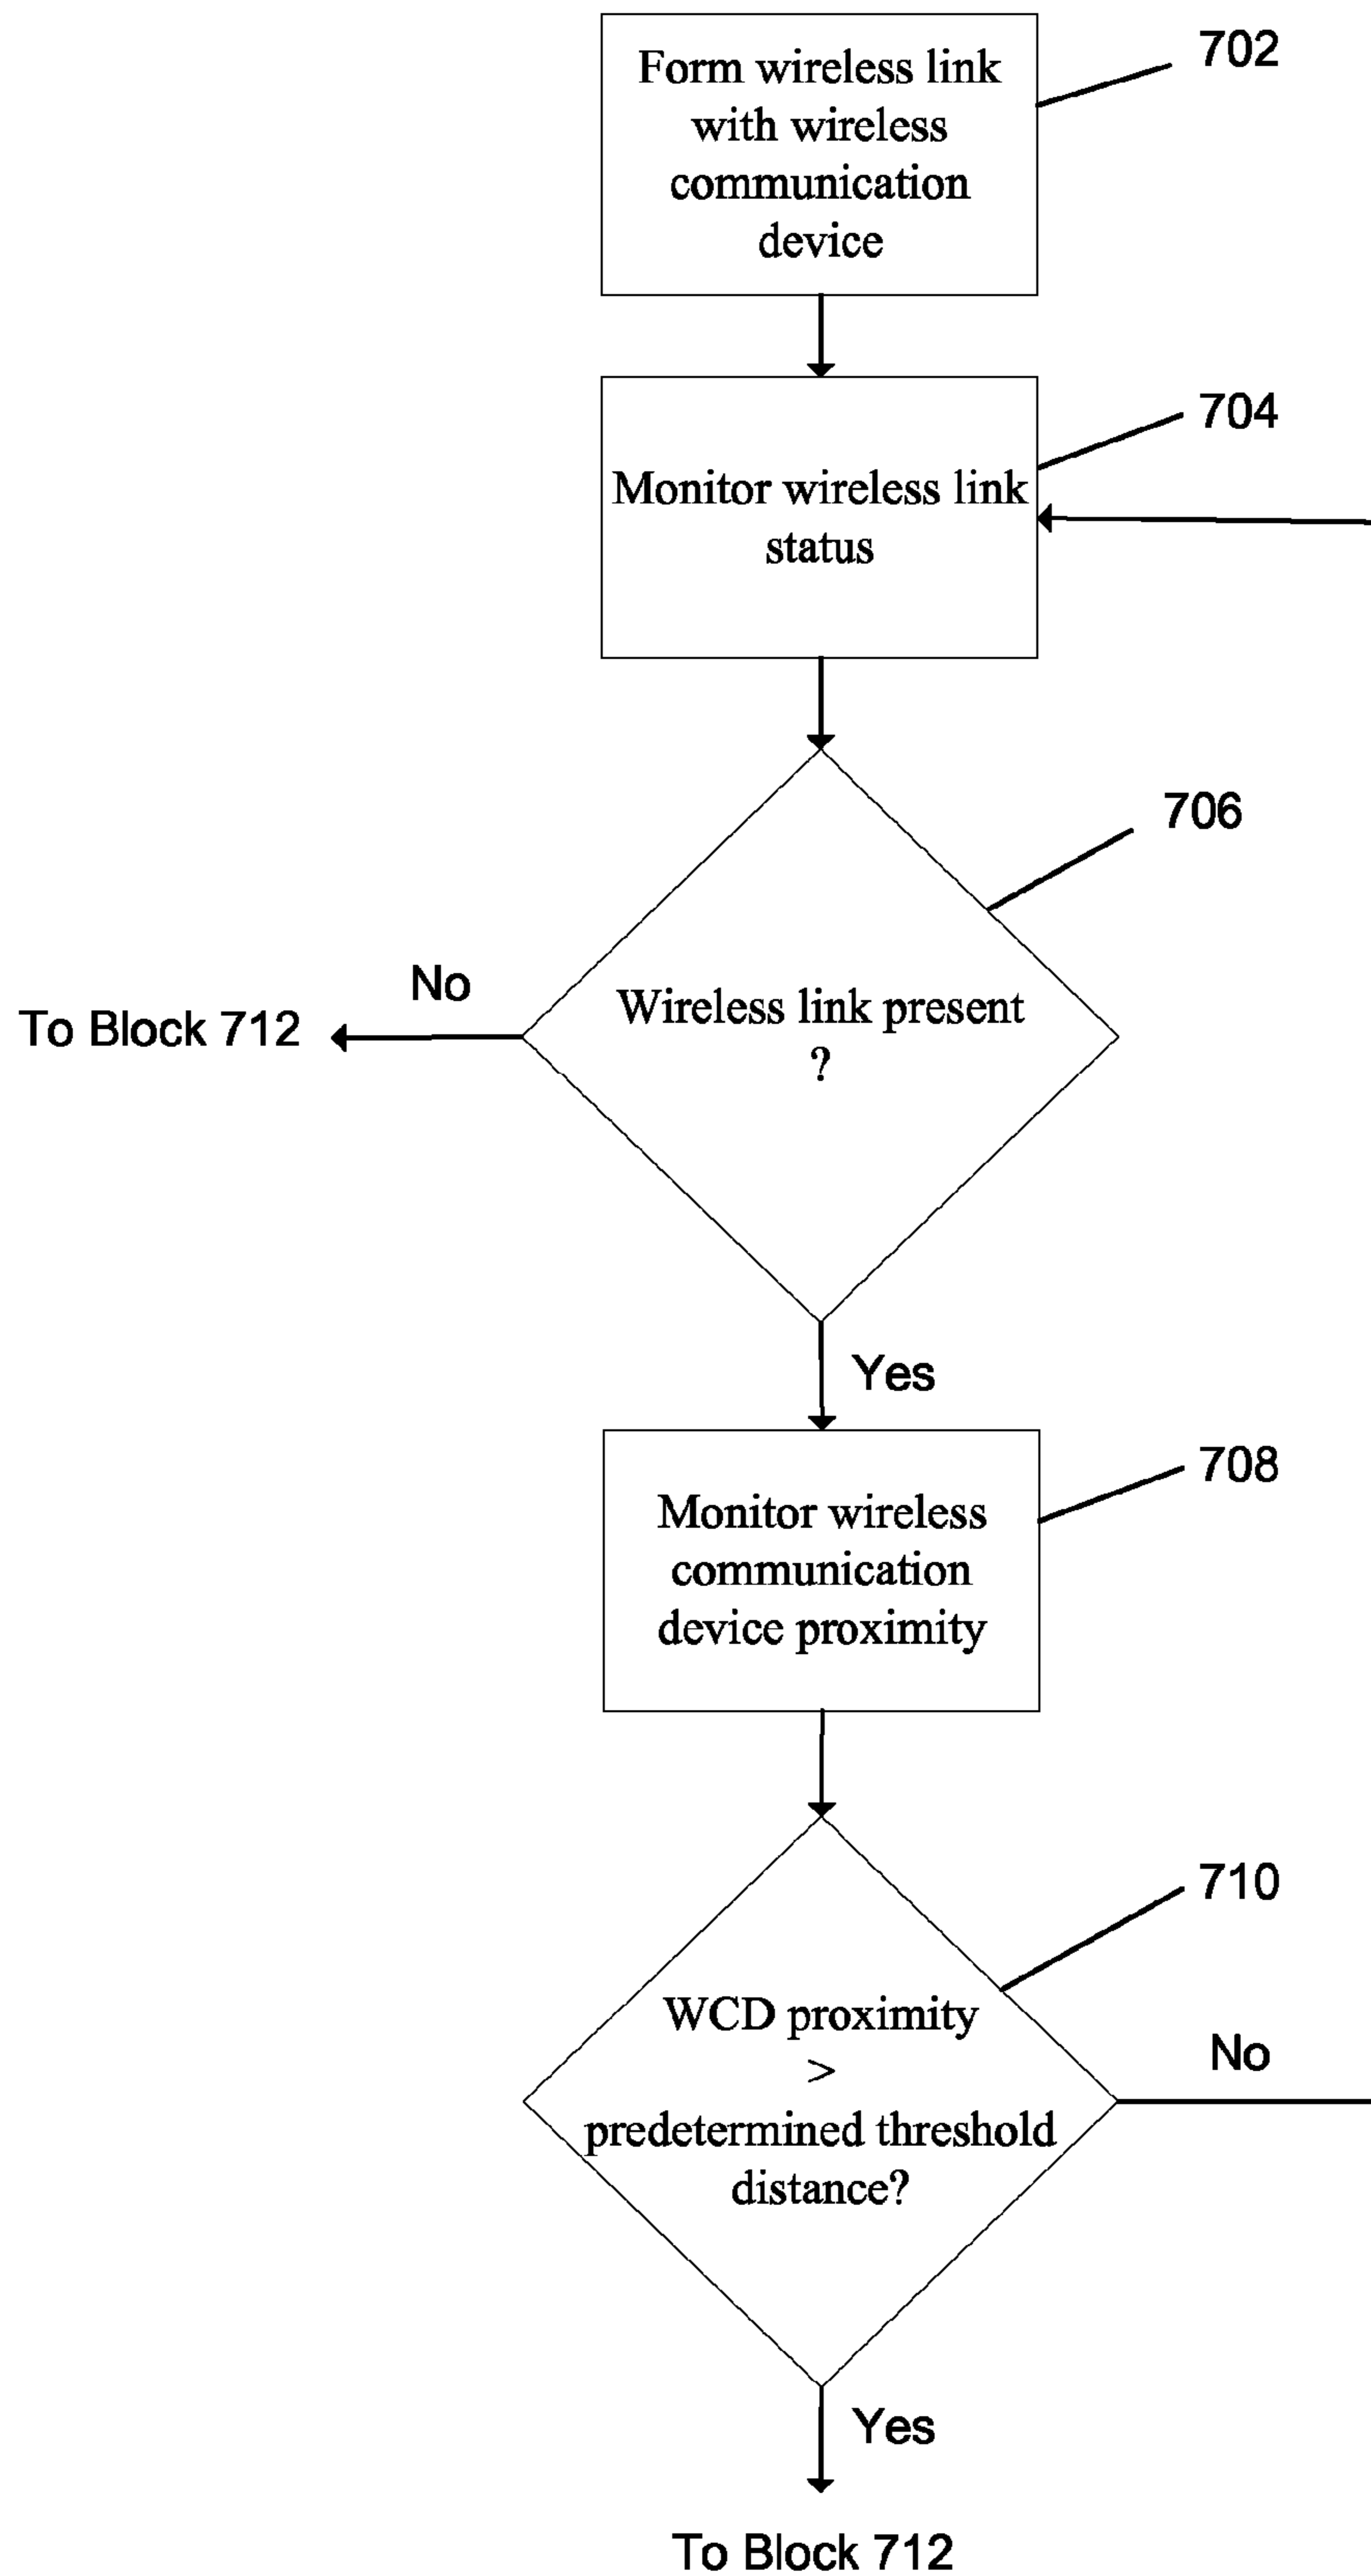 Form wireless link
with wireless
communication
device
702
Monitor wireless link
status
704
Wireless link present
?
706
No
To Block 712
Yes
Monitor wireless
communication
device proximity
708
WCD proximity
>
predetermined threshold
distance?
710
No
Yes
To Block 712